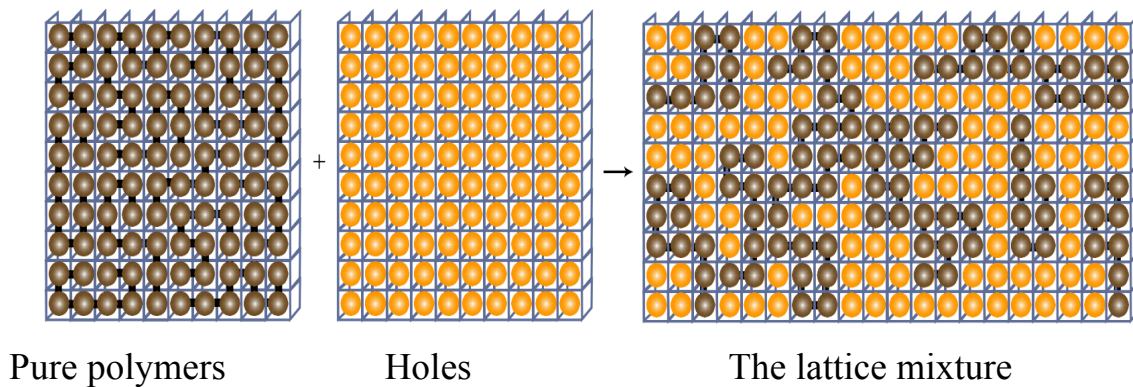 + →
Pure polymers Holes The lattice mixture